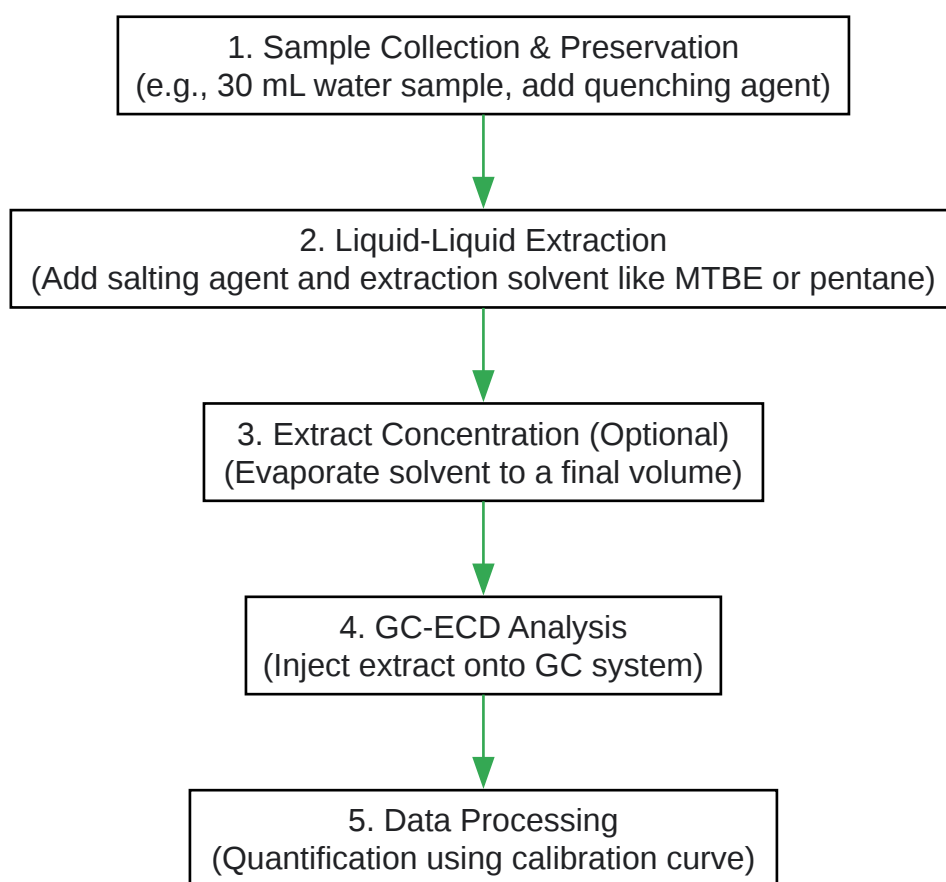 1. Sample Collection & Preservation
(e.g., 30 mL water sample, add quenching agent)
2. Liquid-Liquid Extraction
(Add salting agent and extraction solvent like MTBE or pentane)
3. Extract Concentration (Optional)
(Evaporate solvent to a final volume)
4. GC-ECD Analysis
(Inject extract onto GC system)
5. Data Processing
(Quantification using calibration curve)